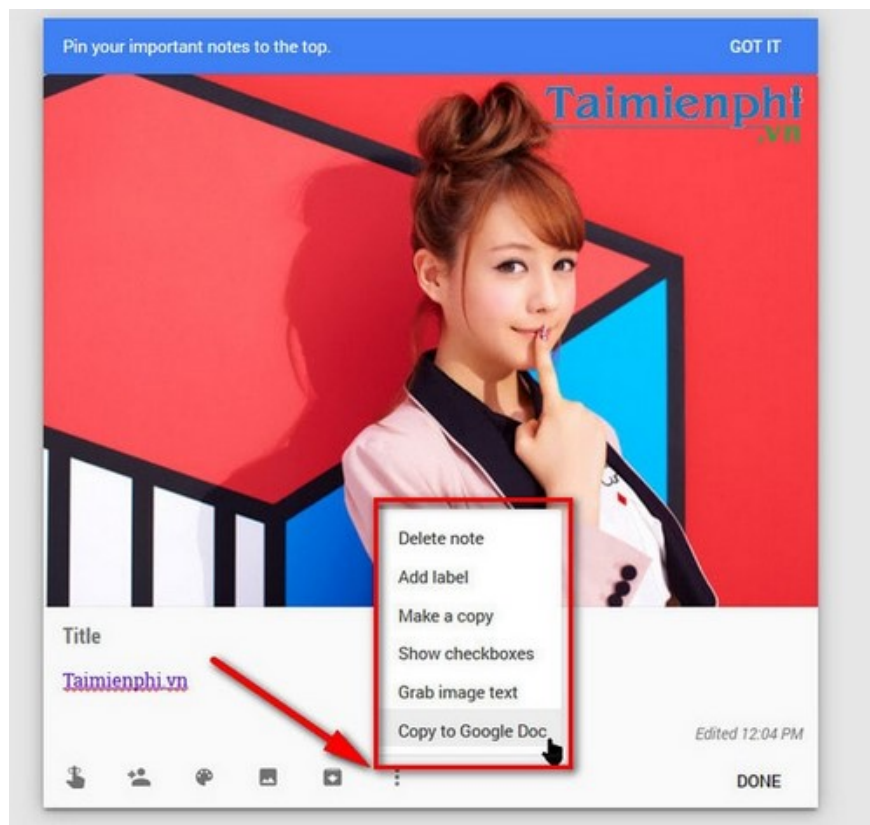 Pin your important notes to the top.
GOT IT
Taimienphi
.vn
Delete note
Add label
Make a copy
Show checkboxes
Grab image text
Copy to Google Doc
Title
Taimienphi.vn
Edited 12:04 PM
DONE